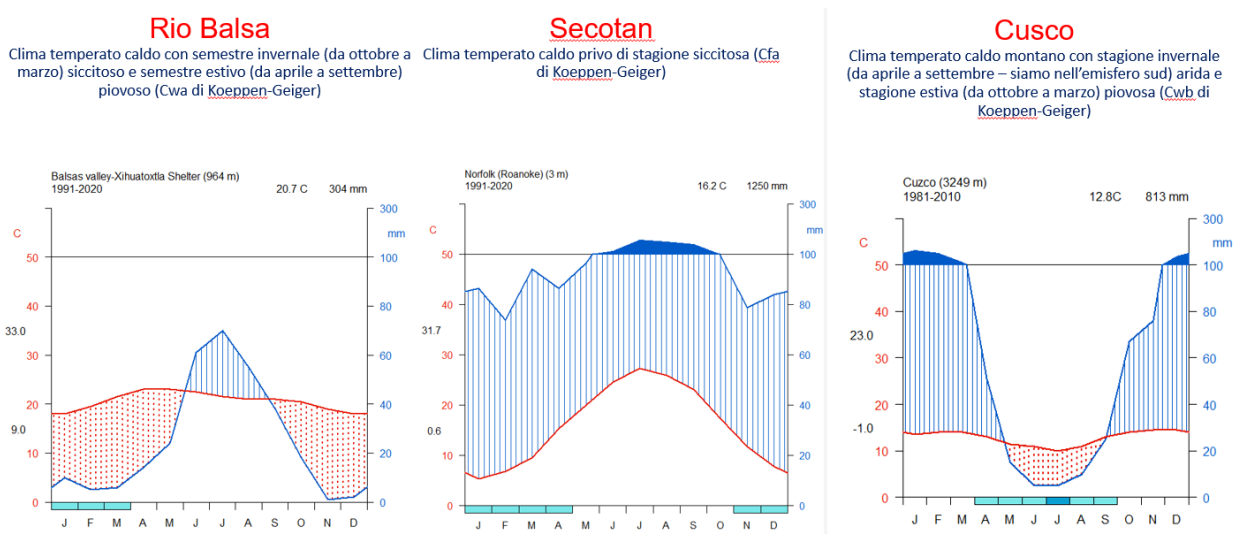 Rio Balsa
Clima temperato caldo con semestre invernale (da ottobre a
marzo) siccitoso e semestre estivo (da aprile a settembre)
piovoso (Cwa di Koeppen-Geiger)
Balsas valley-Xihuatoxtla Shelter (964 m)
1991-2020 20.7 C 304 mm
300
C
mm
50 100
40 80
33.0
30 60
20 40
9.0
10 20
0 0
J F M A M J J A S O N D
Secotan
Clima temperato caldo privo di stagione siccitosa (Cfa
di Koeppen-Geiger)
Norfolk (Roanoke) (3 m)
1991-2020 16.2 C 1250 mm
300
C
mm
50 100
40 80
31.7
30 60
20 40
0.6
10 20
0 0
J F M A M J J A S O N D
Cusco
Clima temperato caldo montano con stagione invernale
(da aprile a settembre – siamo nell’emisfero sud) arida e
stagione estiva (da ottobre a marzo) piovosa (Cwb di
Koeppen-Geiger)
Cuzco (3249 m)
1981-2010 12.8C 813 mm
300
C
mm
50 100
40 80
23.0
30 60
20 40
-1.0
10 20
0 0
J F M A M J J A S O N D